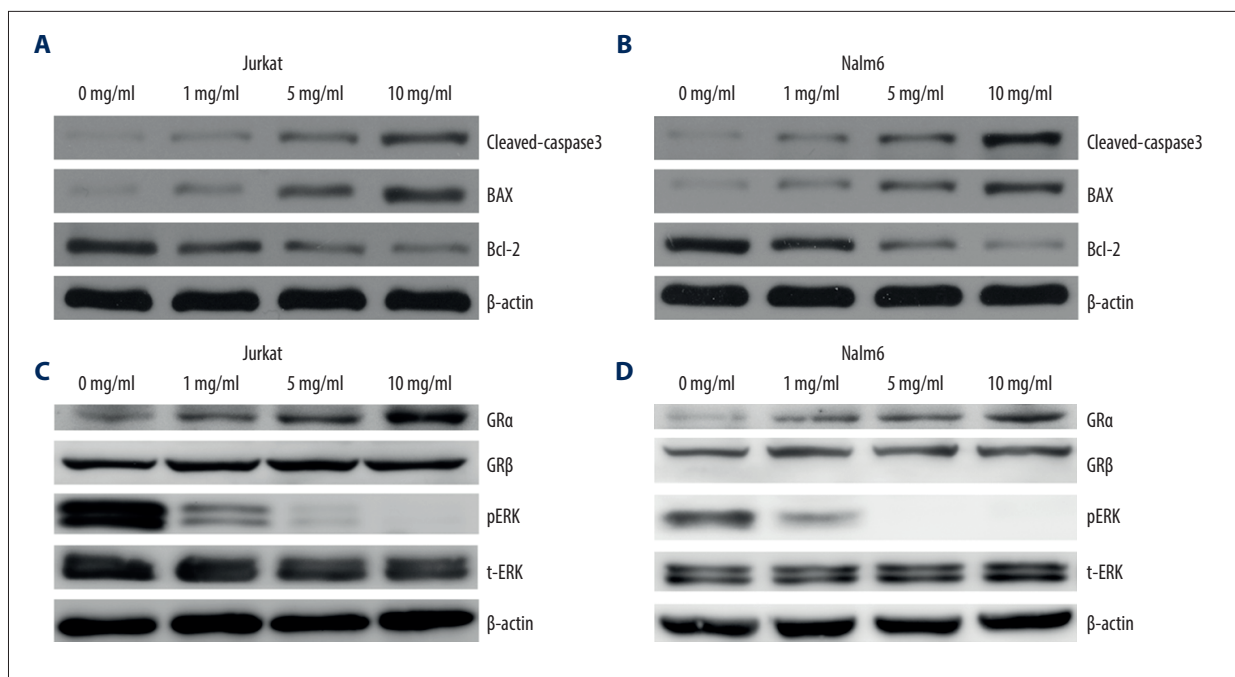 A
Jurkat
0 mg/ml 1 mg/ml 5 mg/ml 10 mg/ml
Cleaved-caspase3
BAX
Bcl-2
β-actin
B
Nalm6
0 mg/ml 1 mg/ml 5 mg/ml 10 mg/ml
Cleaved-caspase3
BAX
Bcl-2
β-actin
C
Jurkat
0 mg/ml 1 mg/ml 5 mg/ml 10 mg/ml
GRα
GRβ
pERK
t-ERK
β-actin
D
Nalm6
0 mg/ml 1 mg/ml 5 mg/ml 10 mg/ml
GRα
GRβ
pERK
t-ERK
β-actin